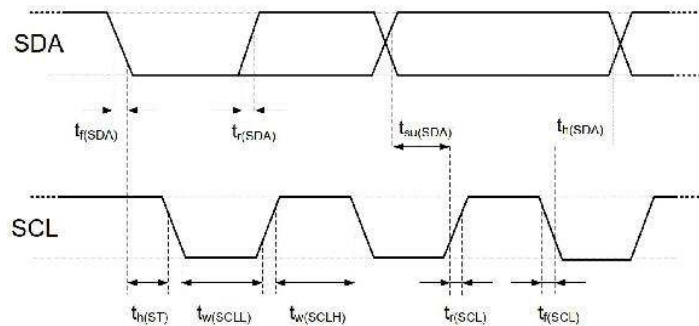 SDA
tf(SDA) tr(SDA) tsu(SDA) th(SDA)
SCL
th(ST) tw(SCLL) tw(SCLH) tr(SCL) tf(SCL)